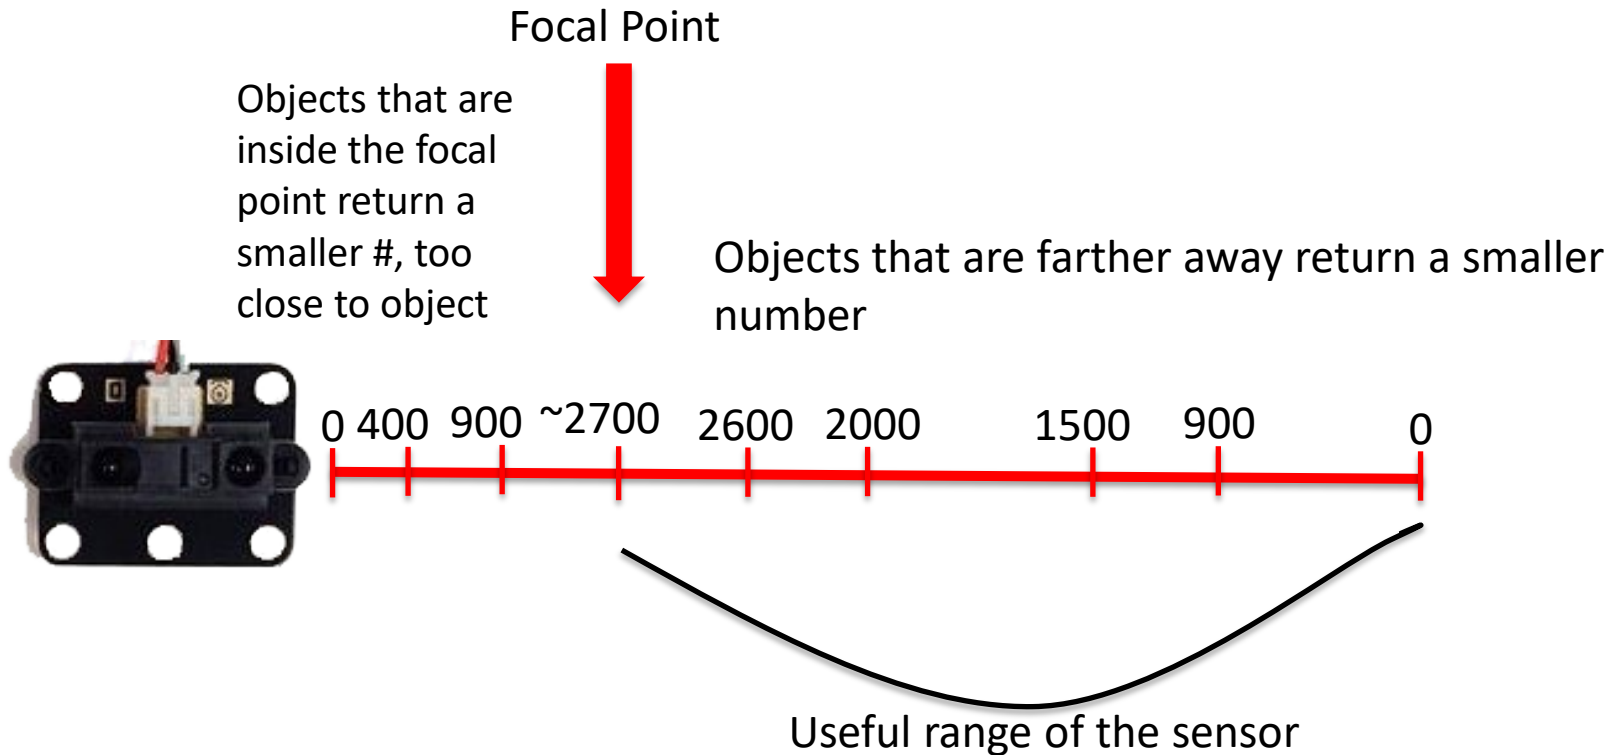 Focal Point
Objects that are
inside the focal
point return a
smaller #, too
close to object
Objects that are farther away return a smaller
number
0 400 900 ~2700 2600 2000 1500 900 0
Useful range of the sensor